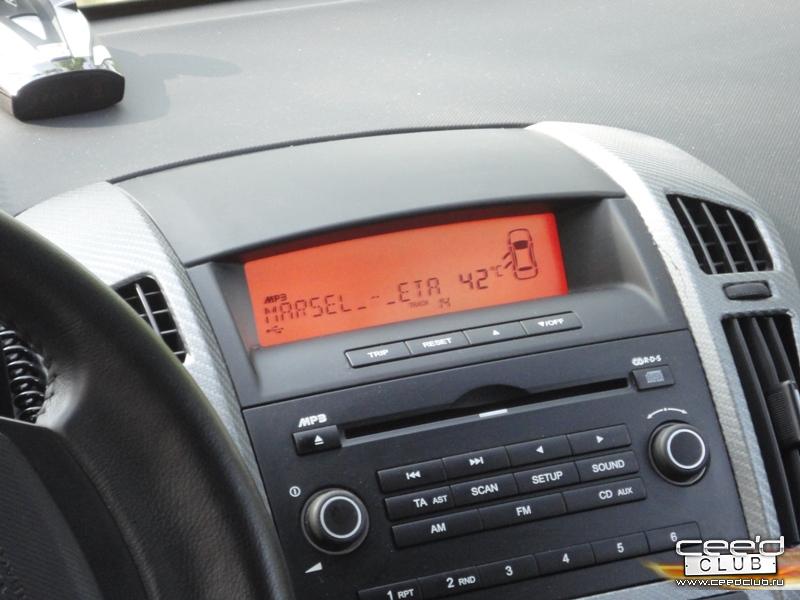 MP3
MARSEL_-_ETA 42°C
TRACK 14
TRIP RESET ▲ ▼/OFF
CD R·D·S
MP3
TA AST SCAN SETUP SOUND
AM FM CD AUX
1 RPT 2 RND 3 4 5 6
cee'd
CLUB
www.ceedclub.ru